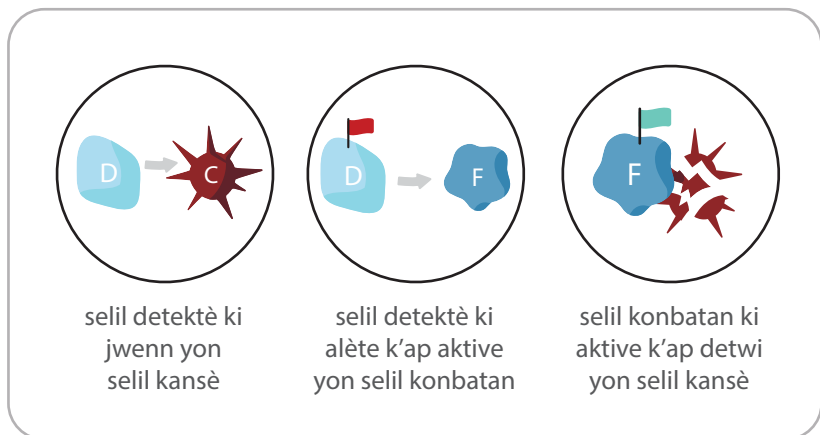 D
C
selil detektè ki
jwenn yon
selil kansè
D
F
selil detektè ki
alète k'ap aktive
yon selil konbatan
F
selil konbatan ki
aktive k'ap detwi
yon selil kansè